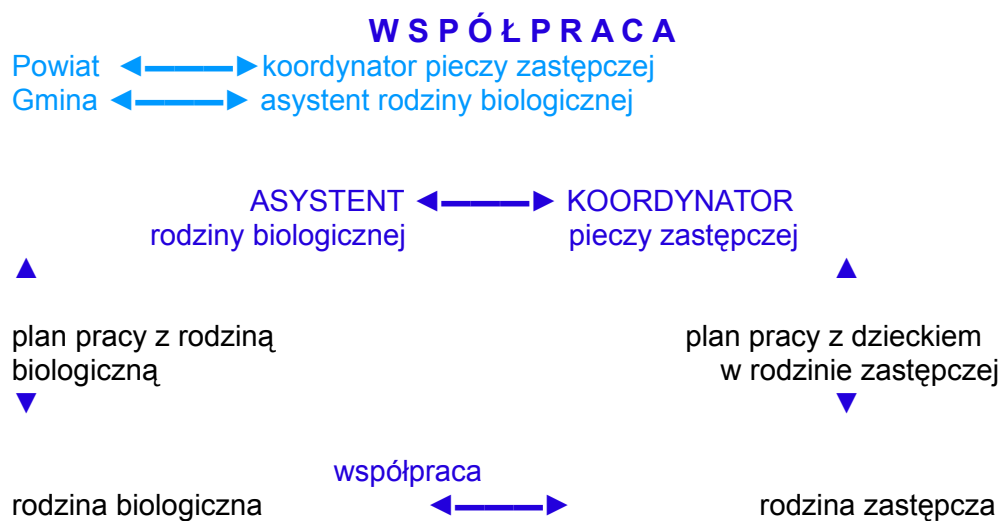 W S P Ó Ł P R A C A
Powiat ◄▬▬▬► koordynator pieczy zastępczej
Gmina ◄▬▬▬► asystent rodziny biologicznej
ASYSTENT ◄▬▬▬► KOORDYNATOR
rodziny biologicznej pieczy zastępczej
▲ ▲
plan pracy z rodziną plan pracy z dzieckiem
biologiczną w rodzinie zastępczej
▼ ▼
współpraca
rodzina biologiczna ◄▬▬▬► rodzina zastępcza